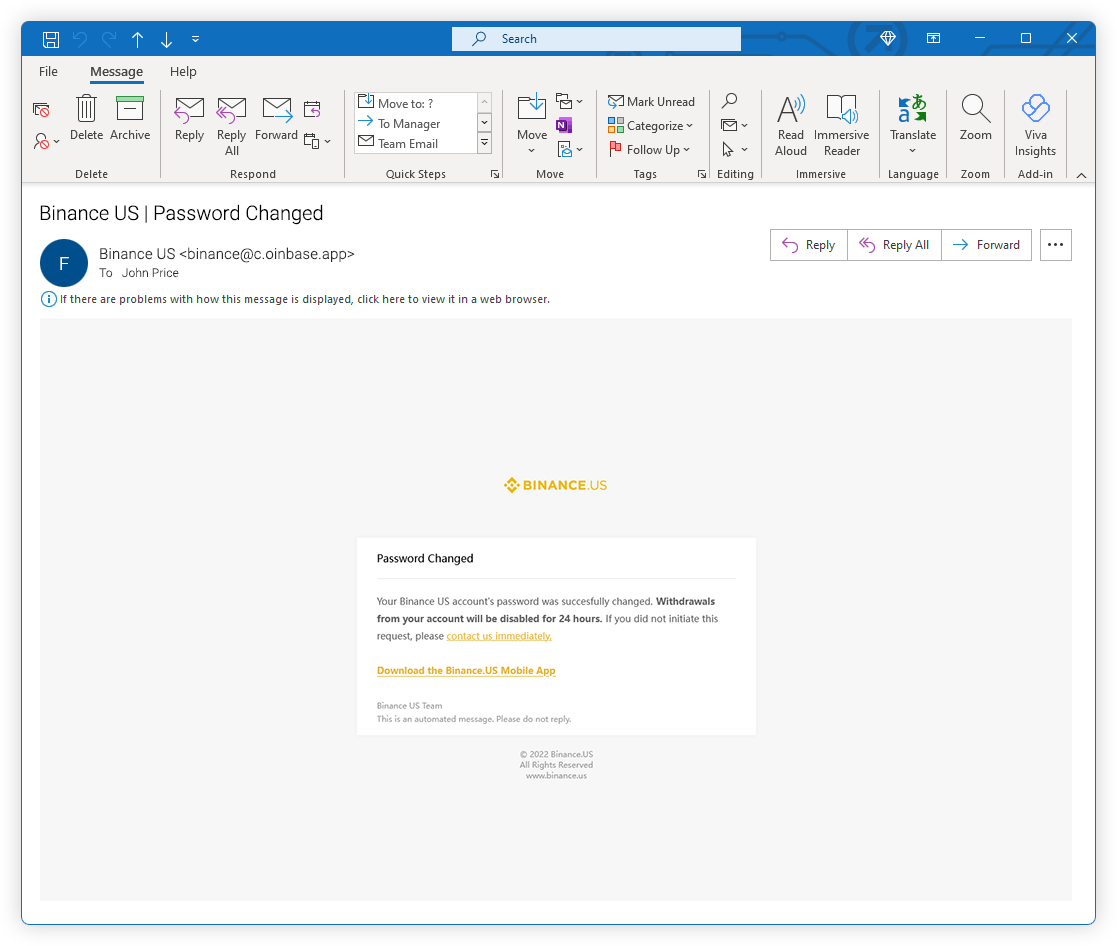 Search
File Message Help
Delete Archive
Reply Reply All Forward
Move to: ?
To Manager
Team Email
Move
Mark Unread
Categorize
Follow Up
Read Aloud Immersive Reader
Translate
Zoom
Viva Insights
Delete Respond Quick Steps Move Tags Editing Immersive Language Zoom Add-in
Binance US | Password Changed
F
Binance US <binance@c.oinbase.app>
To John Price
Reply Reply All Forward
If there are problems with how this message is displayed, click here to view it in a web browser.
BINANCE.US
Password Changed
Your Binance US account's password was succesfully changed. Withdrawals
from your account will be disabled for 24 hours. If you did not initiate this
request, please contact us immediately.
Download the Binance.US Mobile App
Binance US Team
This is an automated message. Please do not reply.
© 2022 Binance.US
All Rights Reserved
www.binance.us